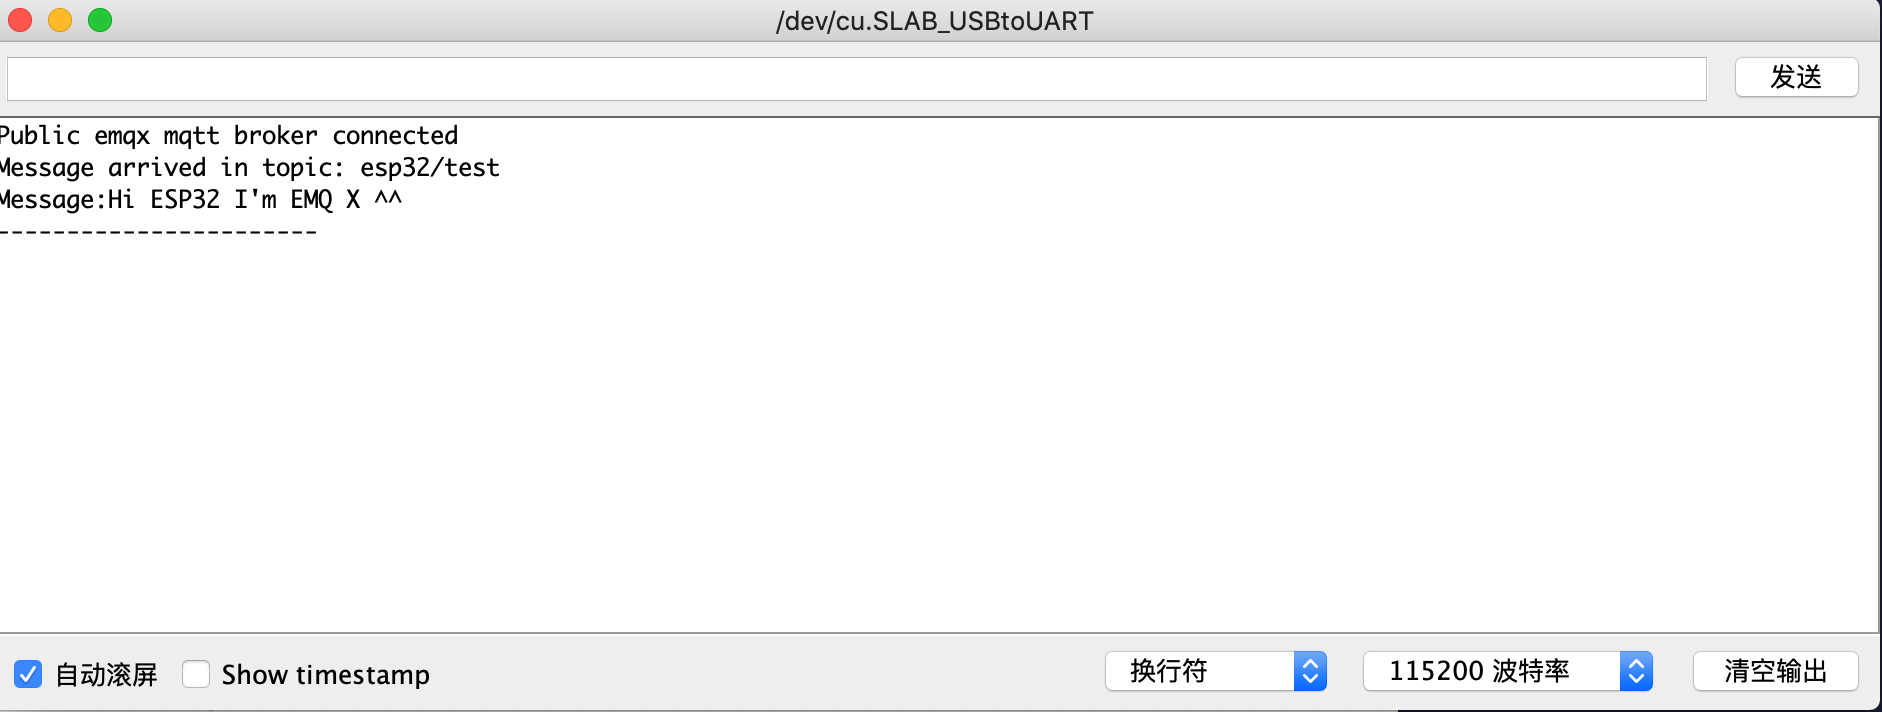 /dev/cu.SLAB_USBtoUART
发送
Public emqx mqtt broker connected
Message arrived in topic: esp32/test
Message:Hi ESP32 I'm EMQ X ^^
-----------------------
自动滚屏 Show timestamp 换行符 115200 波特率 清空输出